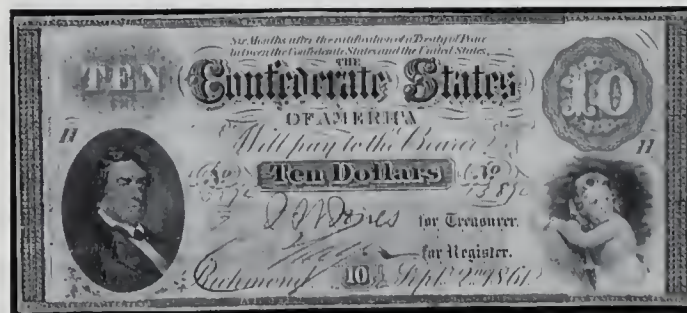 Six Months after the ratification of a Treaty of Peace
between the Confederate States and the United States,
THE
TEN Confederate States 10
OF AMERICA
H Will pay to the Bearer H
No Ten Dollars No
for Treasurer.
for Register.
Richmond 10 Sept. 2nd 1861